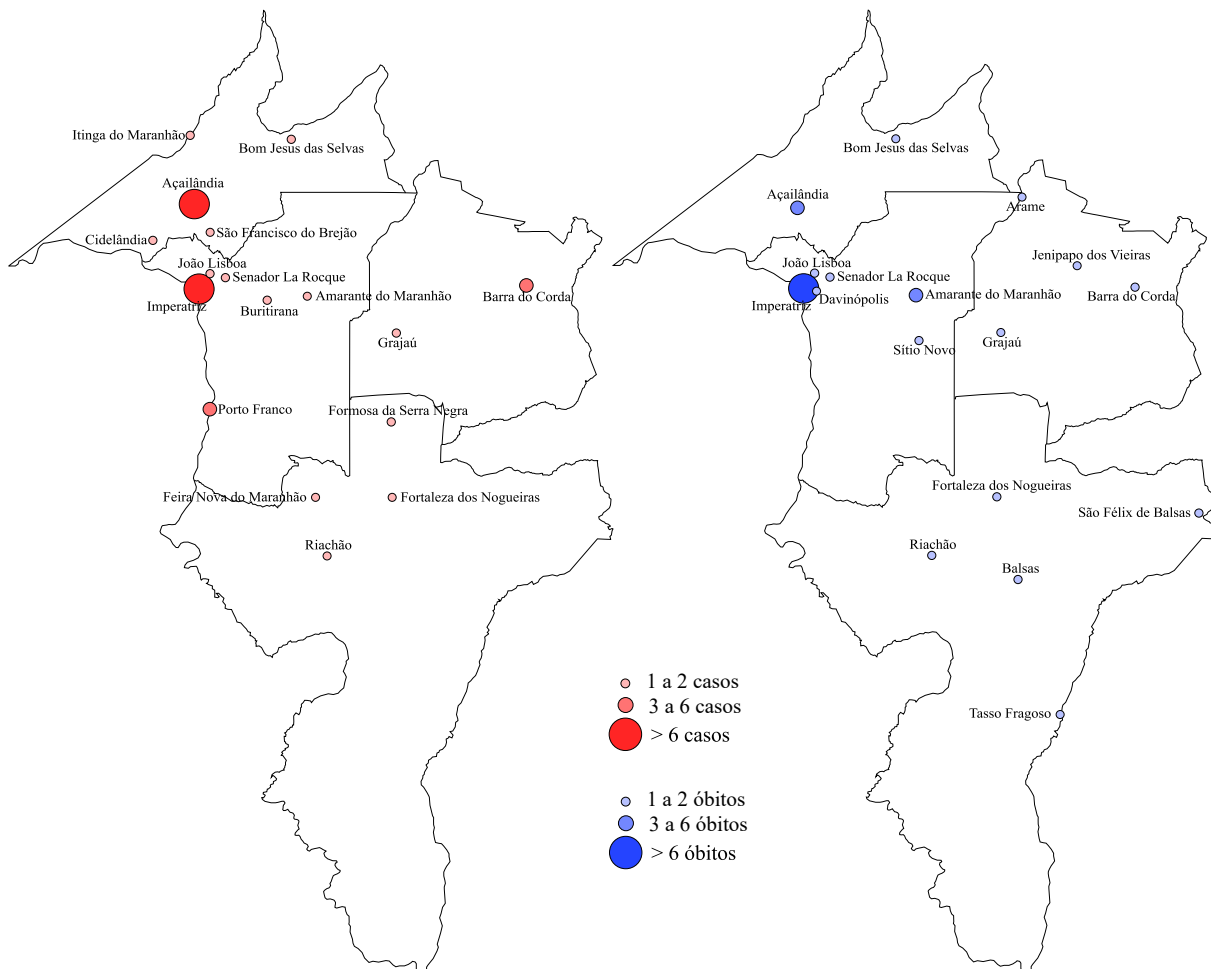 Itinga do Maranhão
Bom Jesus das Selvas
Açailândia
São Francisco do Brejão
Cidelândia
João Lisboa
Senador La Rocque
Imperatriz
Buritirana
Amarante do Maranhão
Barra do Corda
Grajaú
Porto Franco
Formosa da Serra Negra
Feira Nova do Maranhão
Fortaleza dos Nogueiras
Riachão
Bom Jesus das Selvas
Açailândia
Arame
João Lisboa
Senador La Rocque
Jenipapo dos Vieiras
Imperatriz
Davinópolis
Amarante do Maranhão
Barra do Corda
Sítio Novo
Grajaú
Fortaleza dos Nogueiras
São Félix de Balsas
Riachão
Balsas
Tasso Fragoso
1 a 2 casos
3 a 6 casos
> 6 casos
1 a 2 óbitos
3 a 6 óbitos
> 6 óbitos